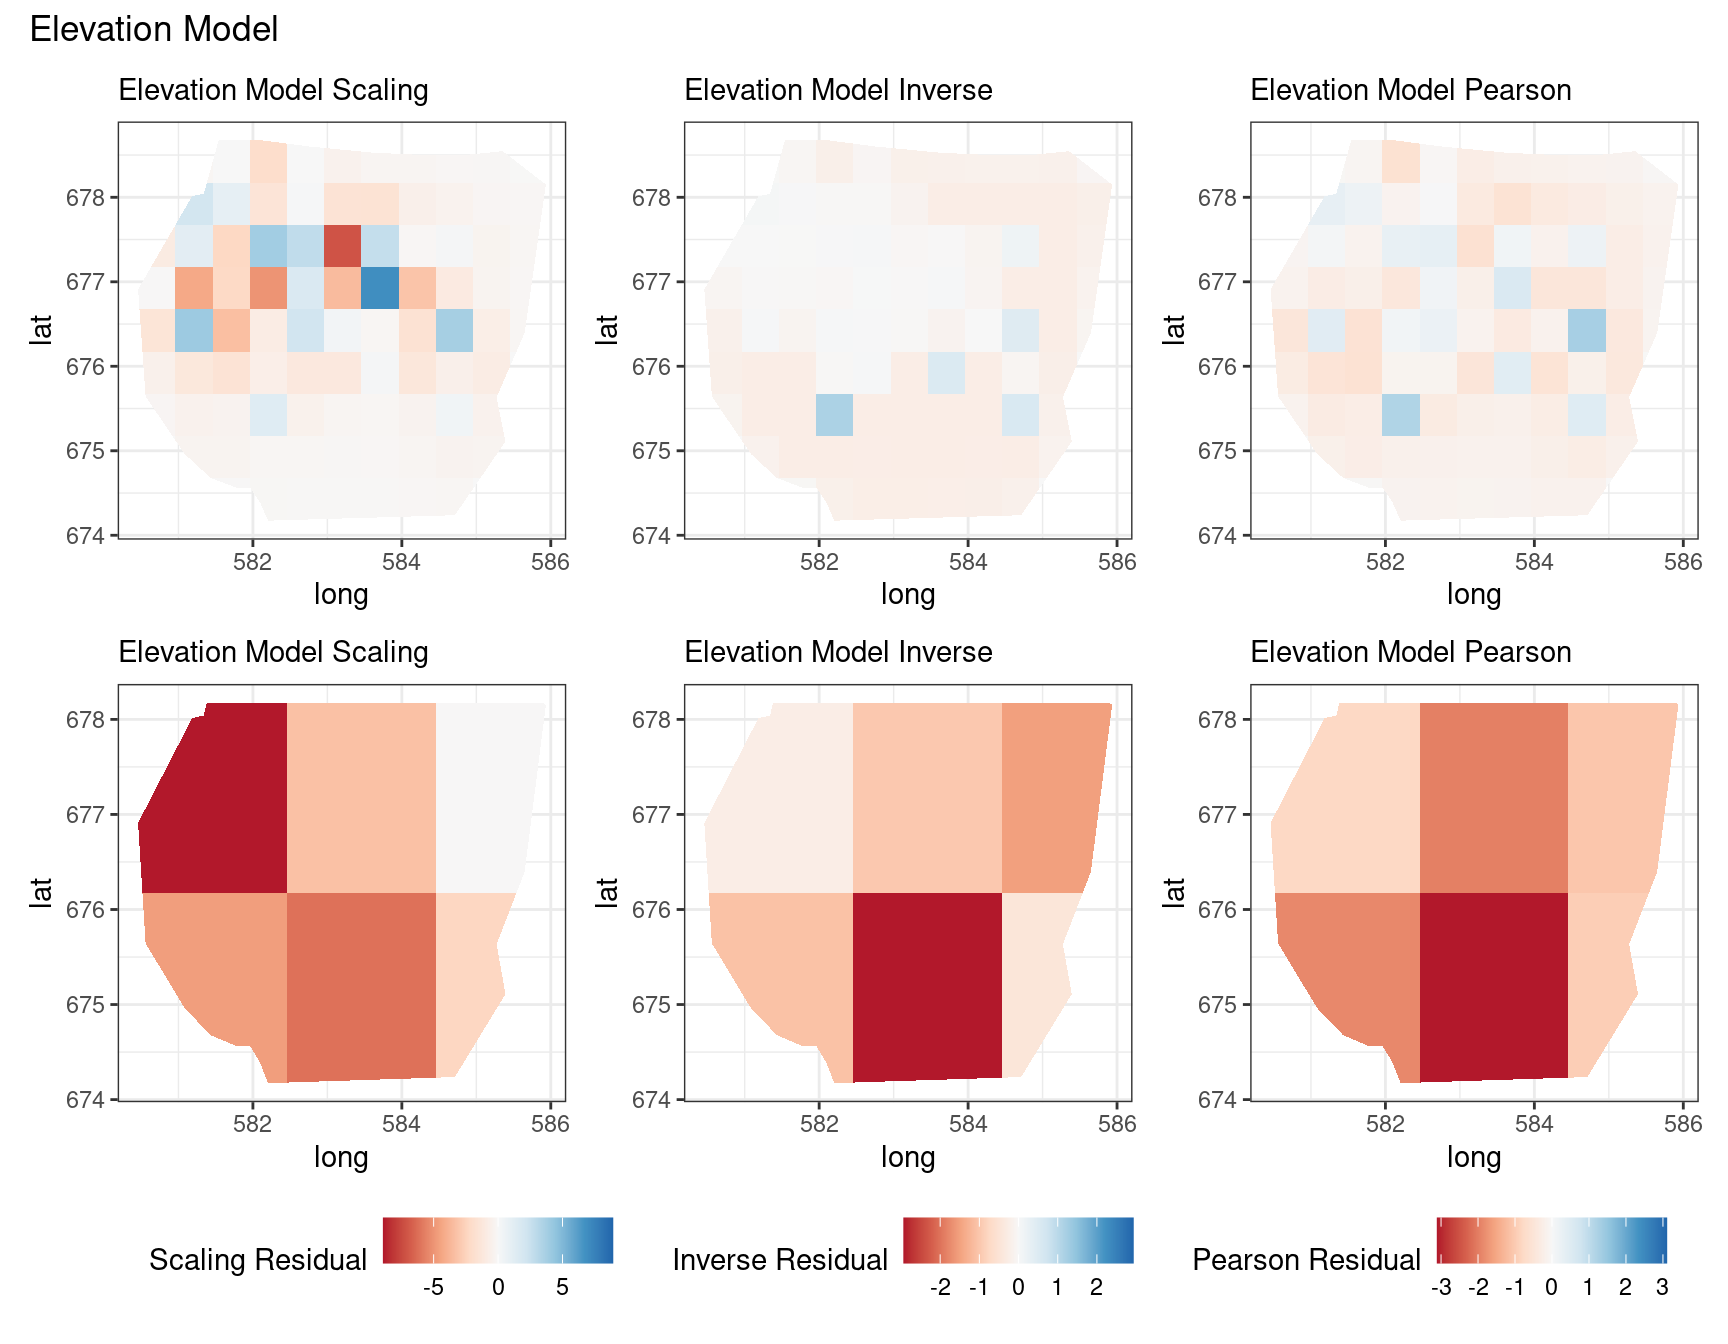 Elevation Model
Elevation Model Scaling
Elevation Model Inverse
Elevation Model Pearson
lat
678
677
676
675
674
582 584 586
long
lat
678
677
676
675
674
582 584 586
long
lat
678
677
676
675
674
582 584 586
long
Elevation Model Scaling
Elevation Model Inverse
Elevation Model Pearson
lat
678
677
676
675
674
582 584 586
long
lat
678
677
676
675
674
582 584 586
long
lat
678
677
676
675
674
582 584 586
long
Scaling Residual
-5 0 5
Inverse Residual
-2 -1 0 1 2
Pearson Residual
-3 -2 -1 0 1 2 3